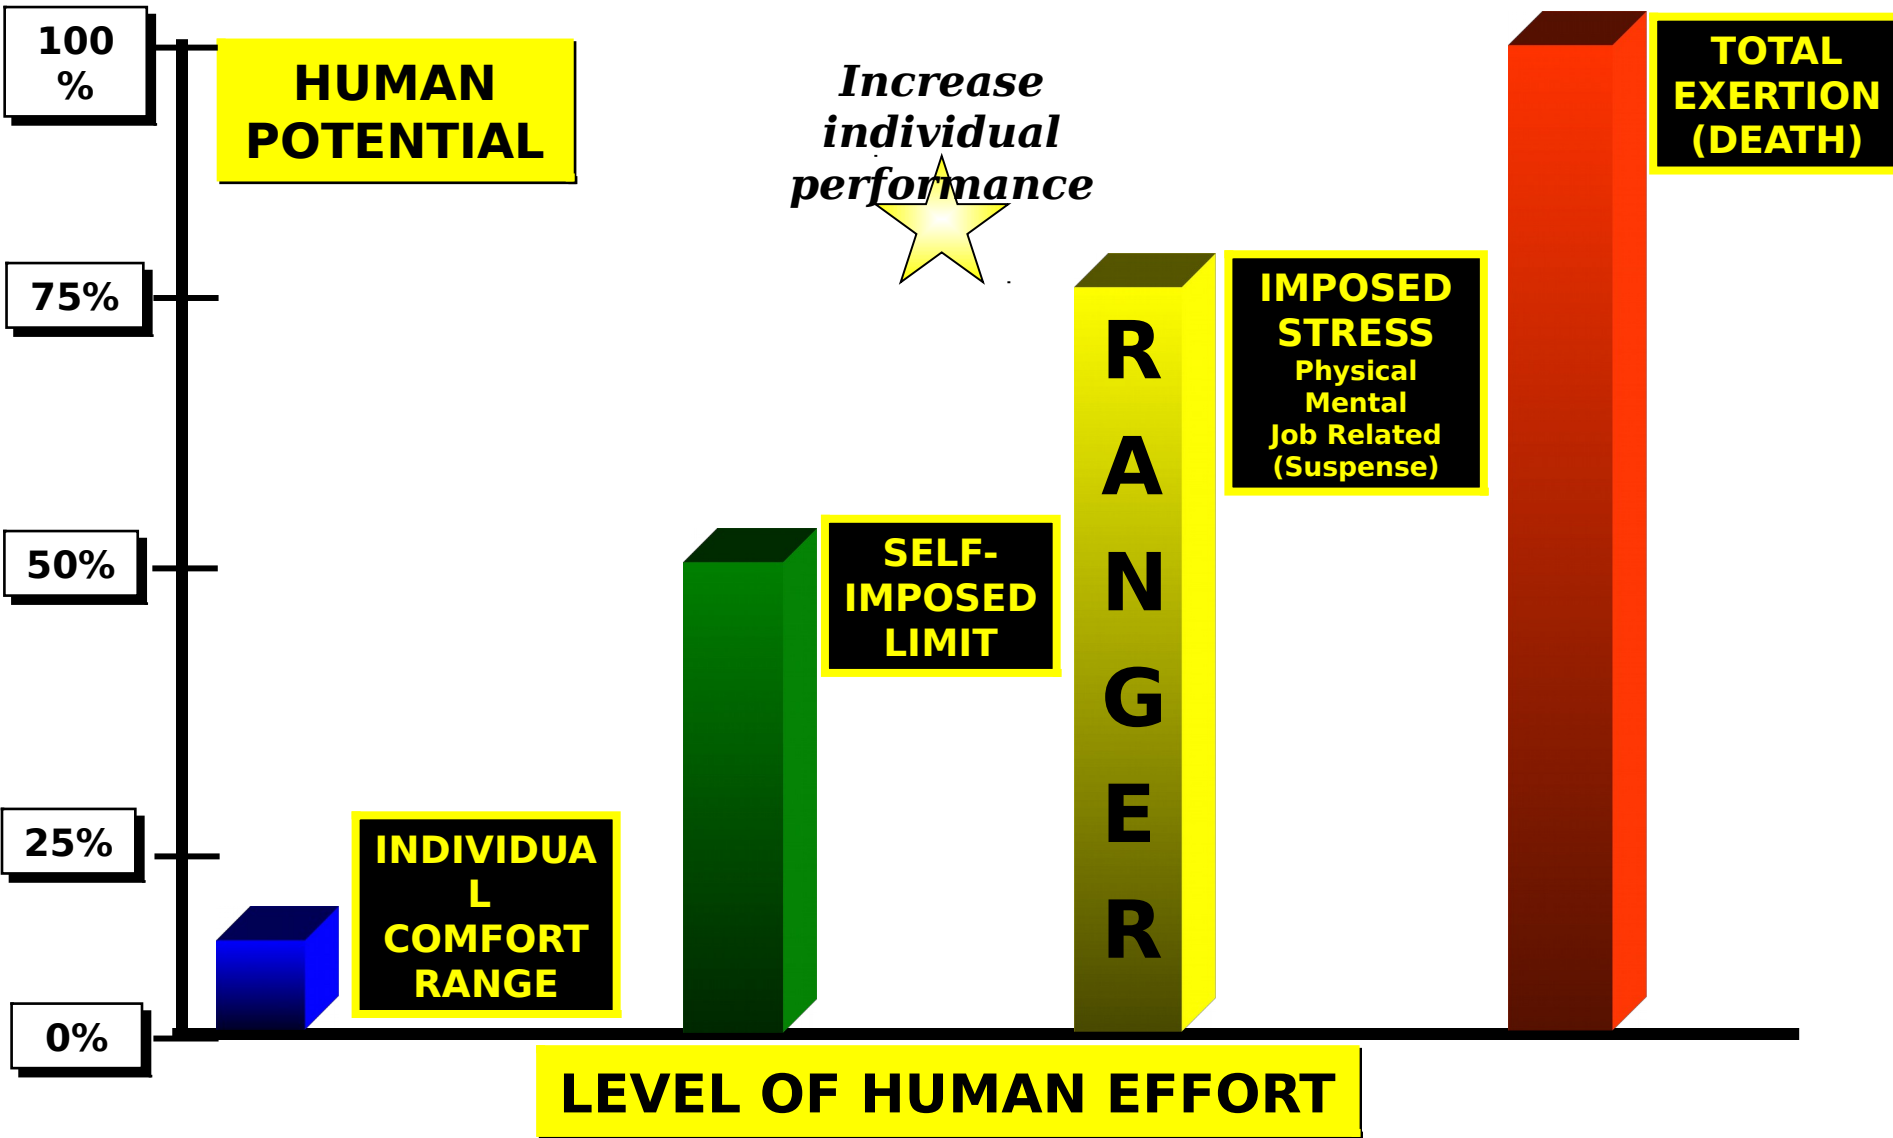 100
%
HUMAN
POTENTIAL
Increase
individual
performance
TOTAL
EXERTION
(DEATH)
75%
R
A
N
G
E
R
IMPOSED
STRESS
Physical
Mental
Job Related
(Suspense)
50%
SELF-
IMPOSED
LIMIT
25%
INDIVIDUA
L
COMFORT
RANGE
0%
LEVEL OF HUMAN EFFORT